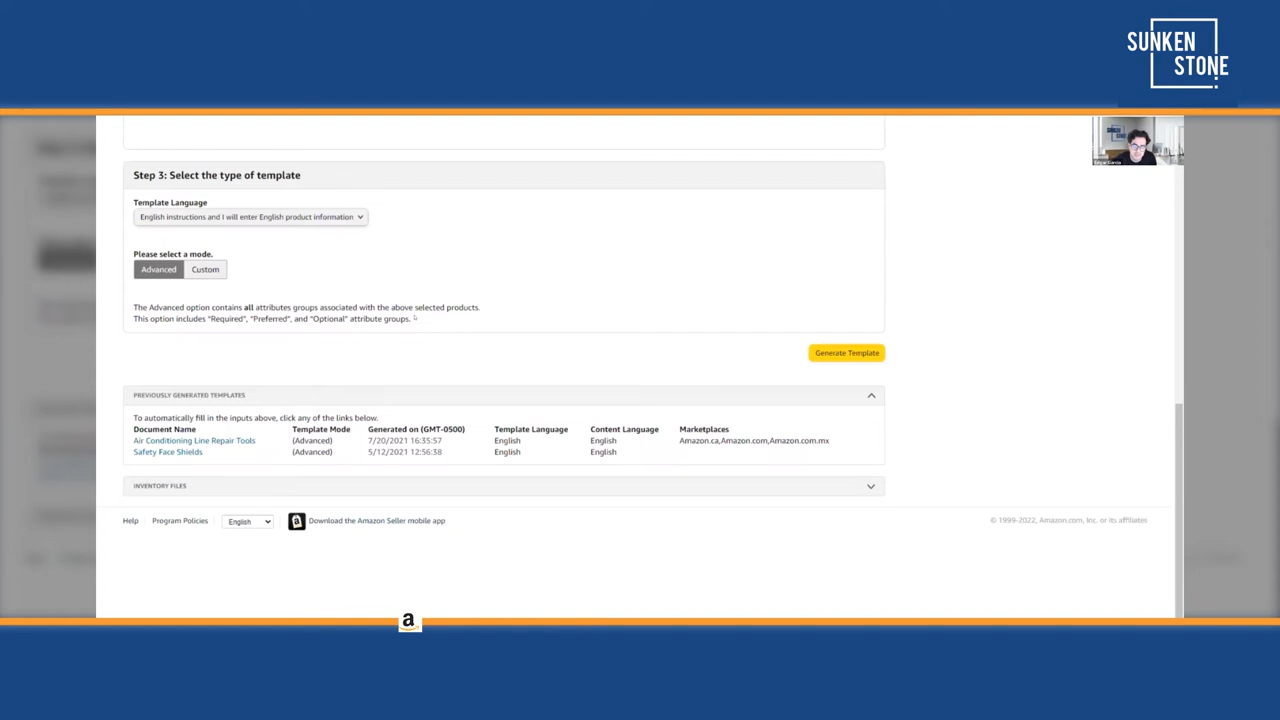 SUNKEN
STONE
Edgar Garcia
Step 3: Select the type of template
Template Language
English instructions and I will enter English product information
Please select a mode.
Advanced Custom
The Advanced option contains all attributes groups associated with the above selected products.
This option includes "Required", "Preferred", and "Optional" attribute groups.
Generate Template
PREVIOUSLY GENERATED TEMPLATES
To automatically fill in the inputs above, click any of the links below.
Document Name Template Mode Generated on (GMT-0500) Template Language Content Language Marketplaces
Air Conditioning Line Repair Tools (Advanced) 7/20/2021 16:35:57 English English Amazon.ca,Amazon.com,Amazon.com.mx
Safety Face Shields (Advanced) 5/12/2021 12:56:38 English English
INVENTORY FILES
Help Program Policies English Download the Amazon Seller mobile app © 1999-2022, Amazon.com, Inc. or its affiliates
a